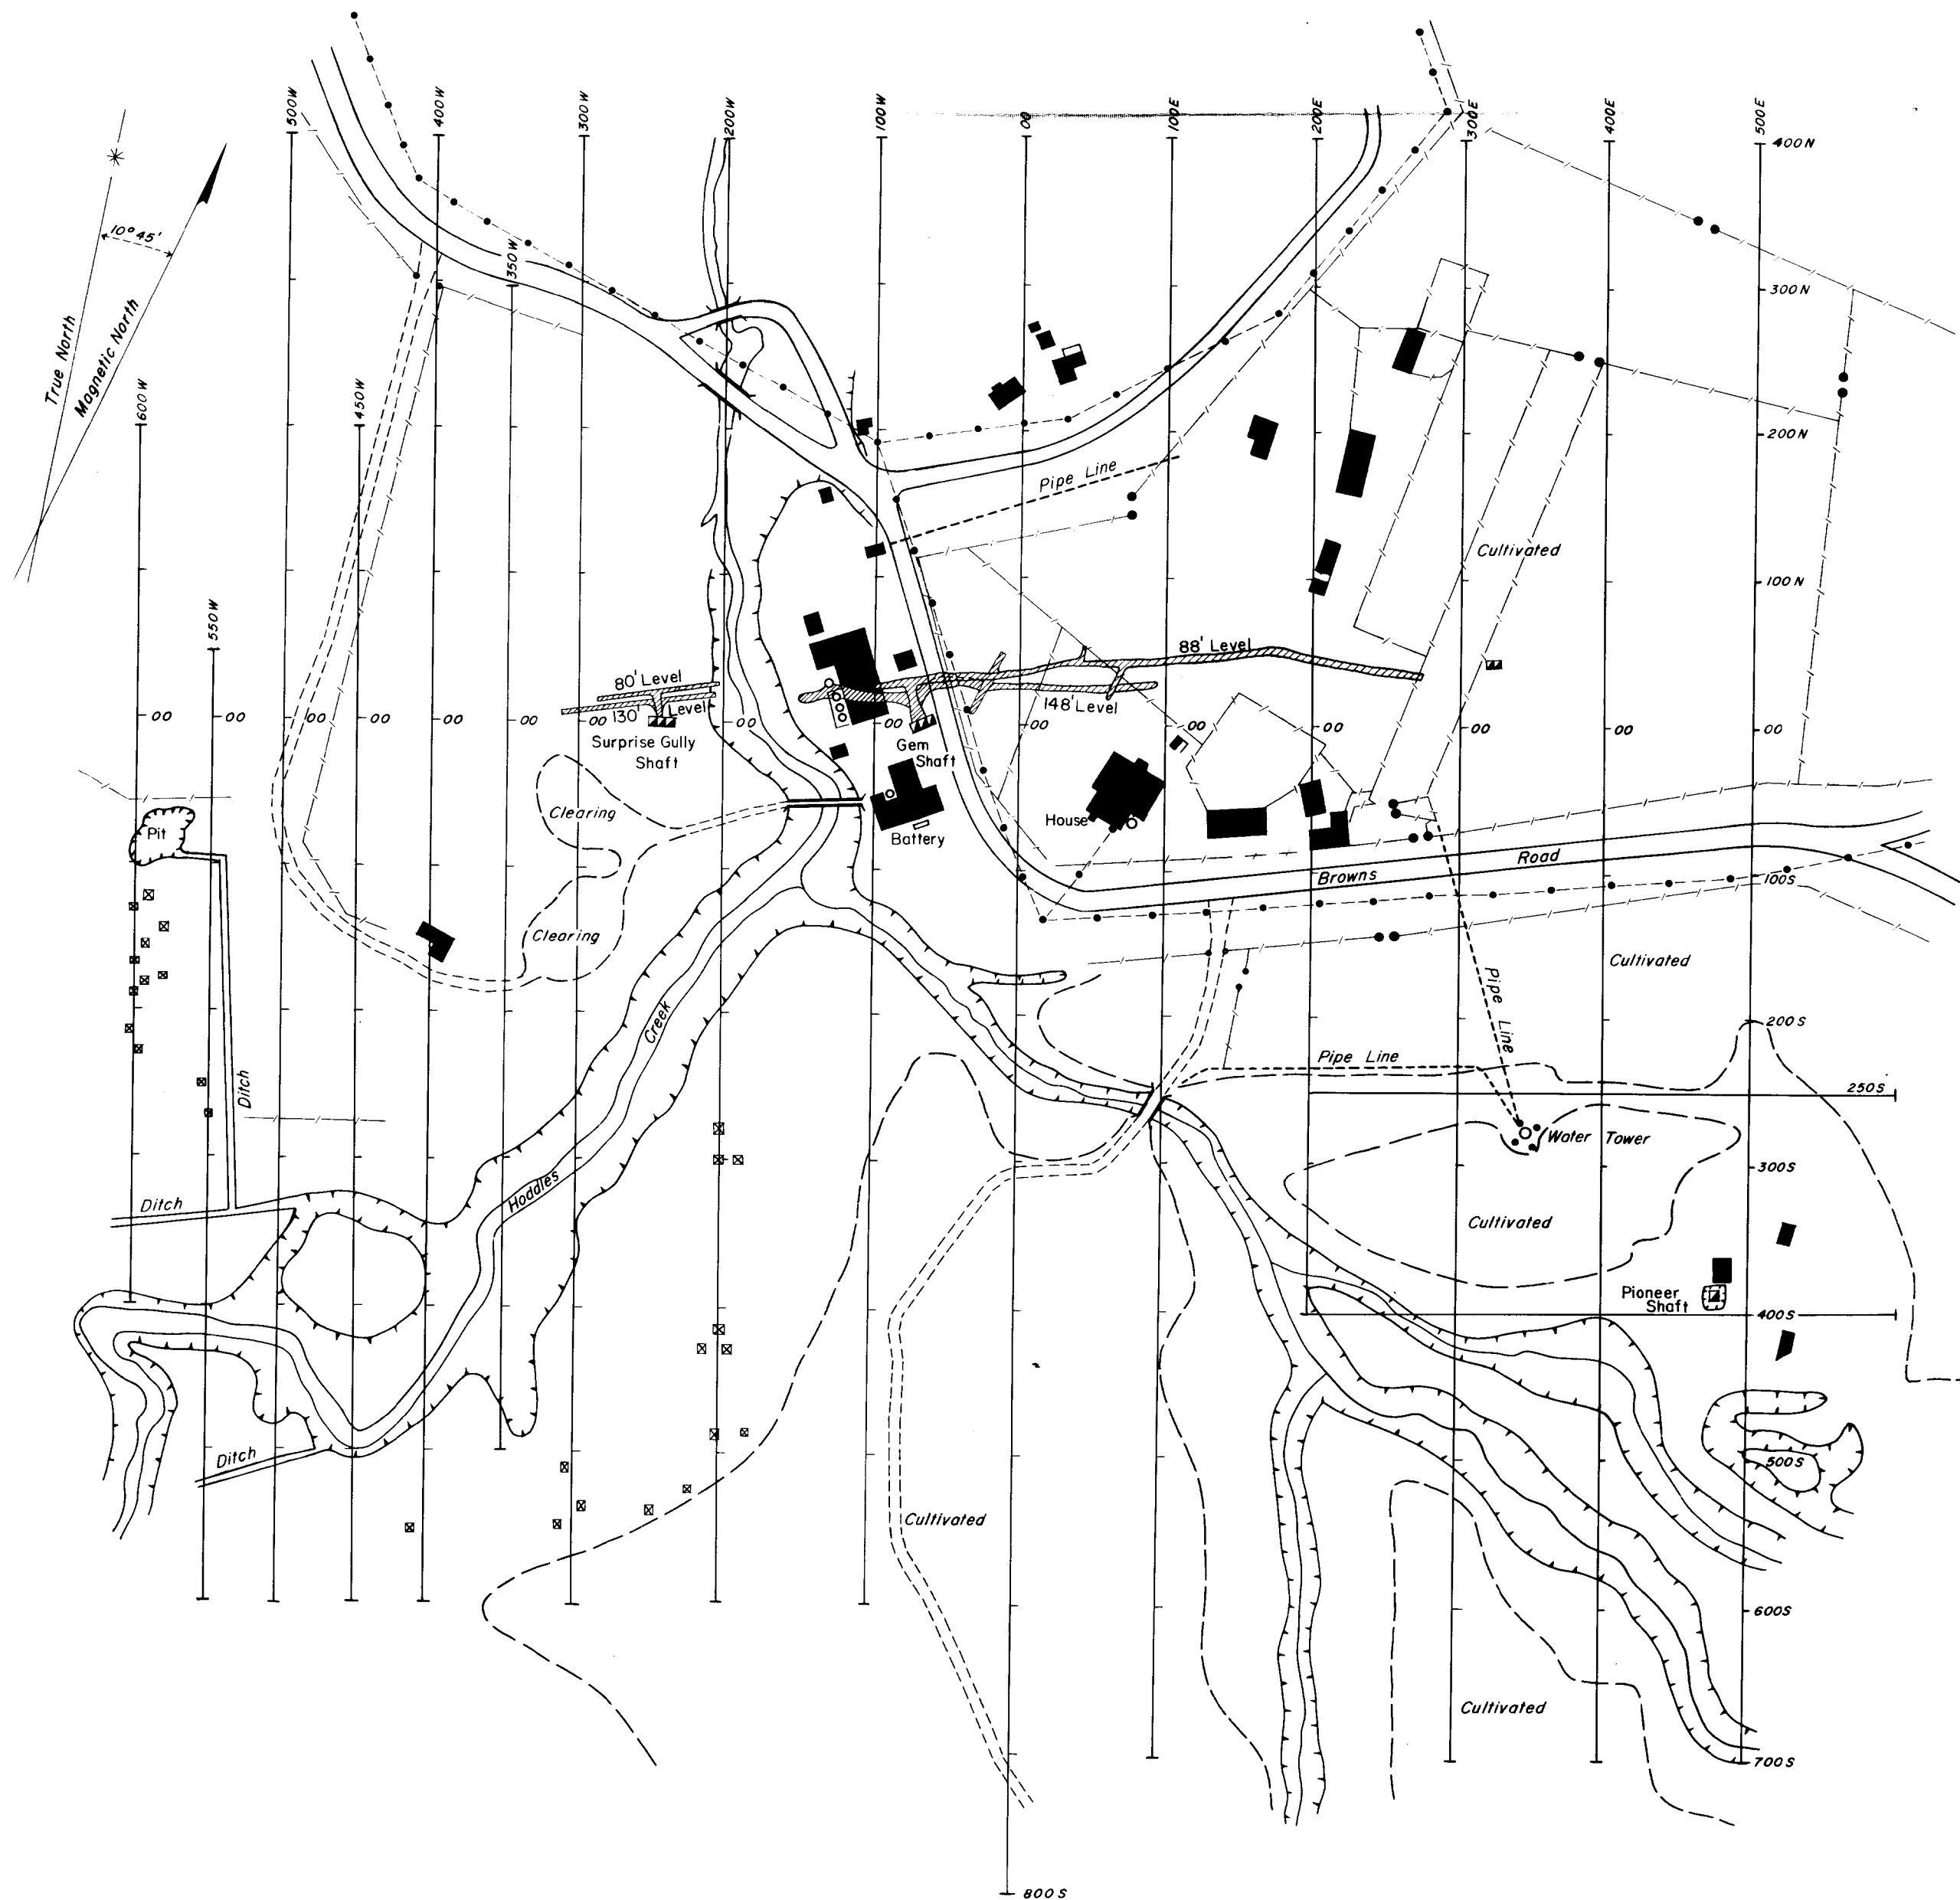 500W
400W
300W
200W
100W
00
100E
200E
300E
400E
500E
400N
10° 45'
True North
Magnetic North
350W
300N
600W
450W
200N
Pipe Line
Cultivated
100N
550W
88' Level
80' Level
130' Level
148' Level
00
00
00
00
00
00
00
00
00
00
00
00
00
00
Surprise Gully
Shaft
Gem
Shaft
Clearing
House
Battery
Pit
Browns Road
100S
Clearing
Cultivated
Pipe Line
Creek
200S
Pipe Line
Ditch
250S
Water Tower
300S
Hoddles
Ditch
Cultivated
Pioneer
Shaft
400S
Ditch
500S
Cultivated
600S
Cultivated
700S
800S